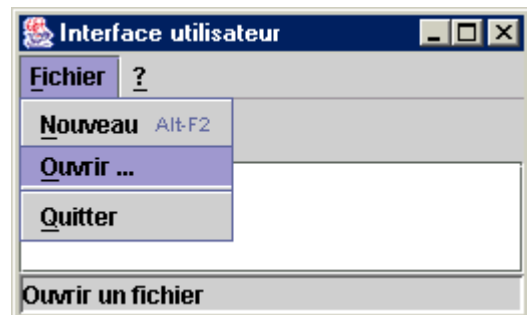 Interface utilisateur
Fichier ?
Nouveau Alt-F2
Ouvrir ...
Quitter
Ouvrir un fichier